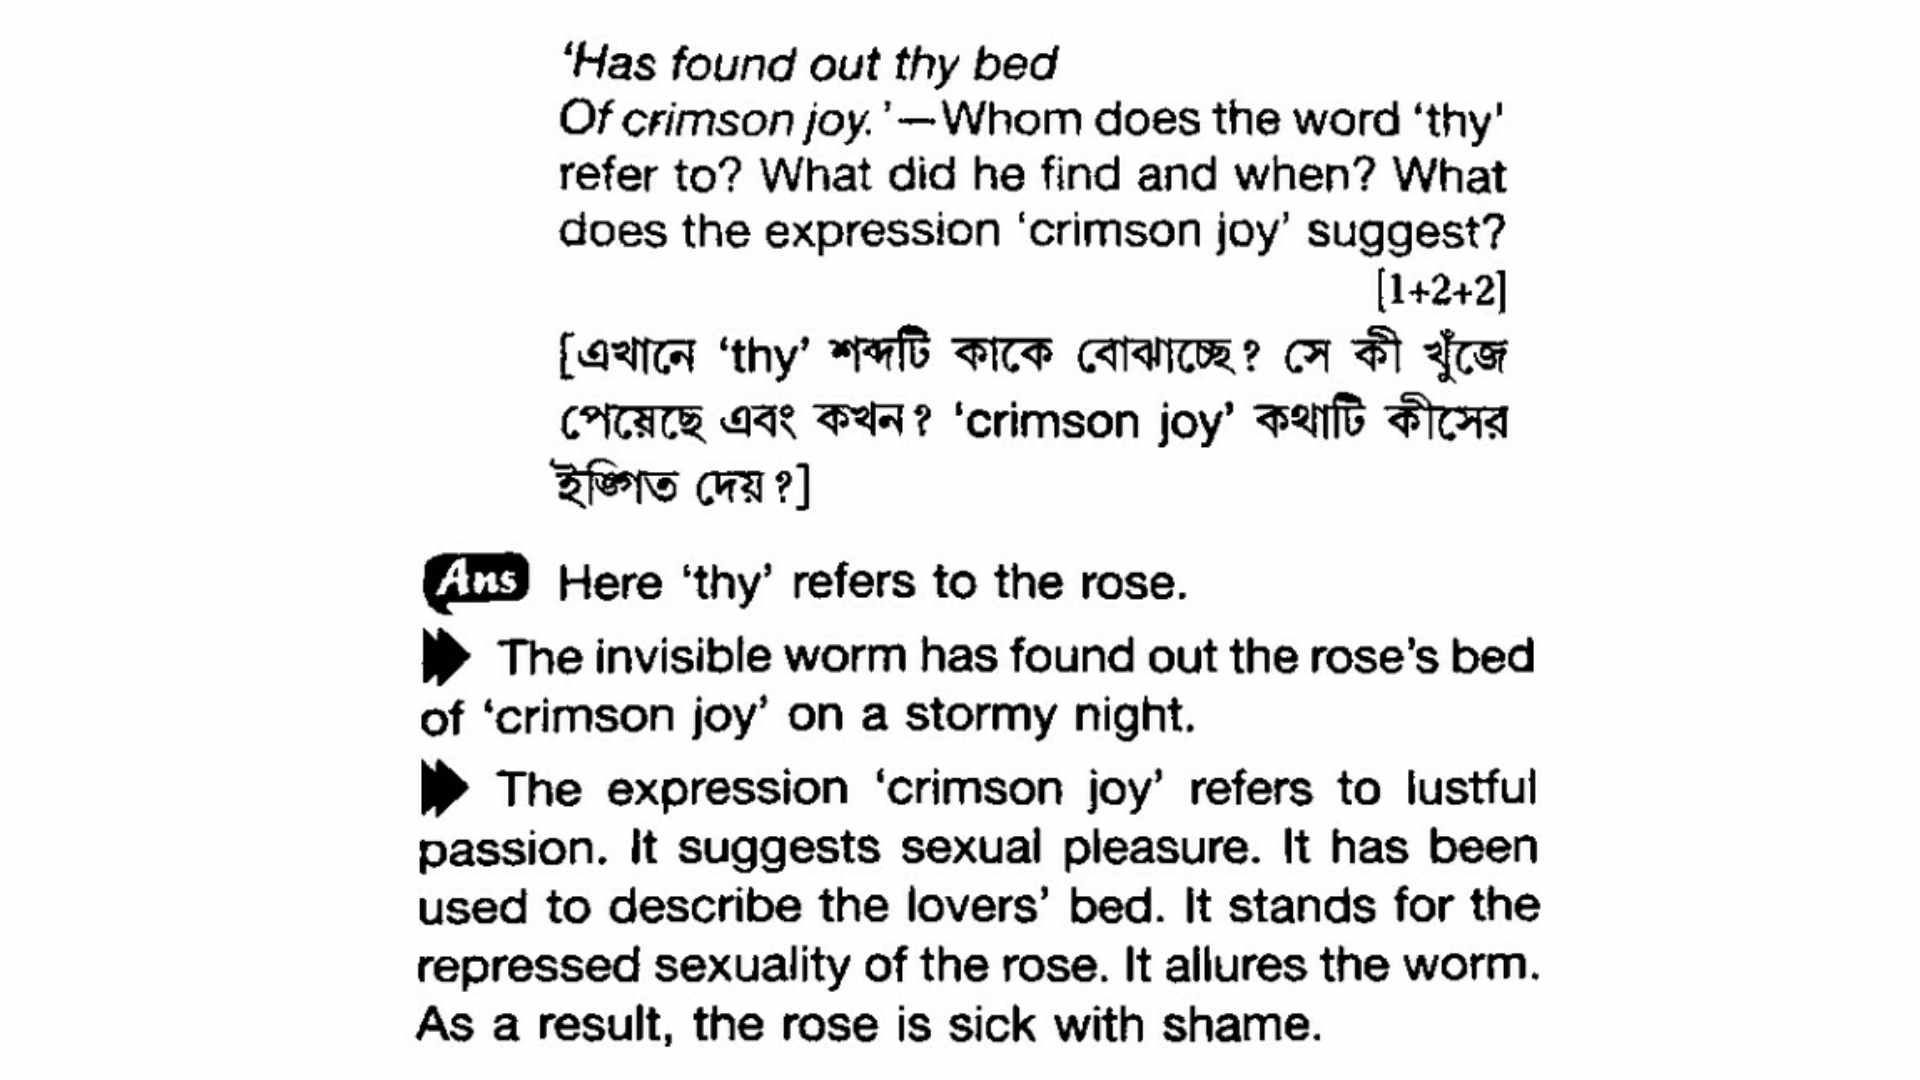 ‘Has found out thy bed
Of crimson joy.’—Whom does the word ‘thy’
refer to? What did he find and when? What
does the expression ‘crimson joy’ suggest?
[1+2+2]
[এখানে ‘thy’ শব্দটি কাকে বোঝাচ্ছে? সে কী খুঁজে
পেয়েছে এবং কখন? ‘crimson joy’ কথাটি কীসের
ইঙ্গিত দেয়?]
Ans Here ‘thy’ refers to the rose.
The invisible worm has found out the rose’s bed
of ‘crimson joy’ on a stormy night.
The expression ‘crimson joy’ refers to lustful
passion. It suggests sexual pleasure. It has been
used to describe the lovers’ bed. It stands for the
repressed sexuality of the rose. It allures the worm.
As a result, the rose is sick with shame.